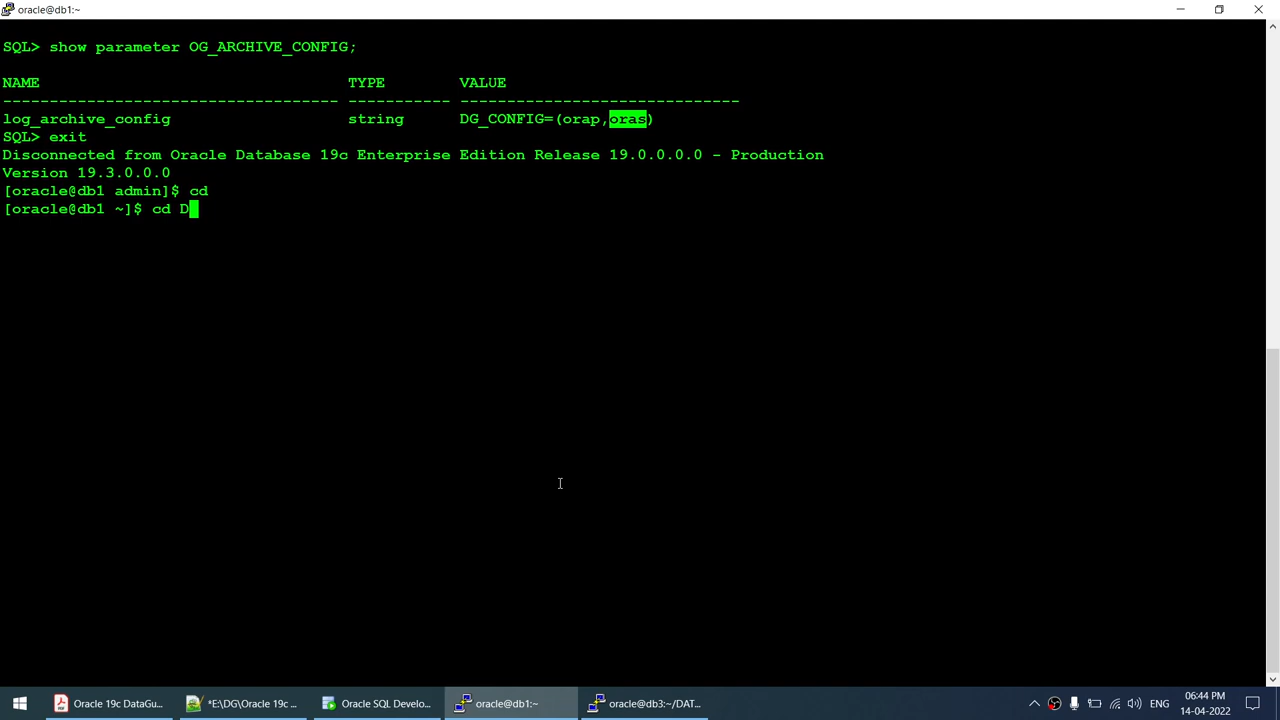 oracle@db1:~
SQL> show parameter OG_ARCHIVE_CONFIG;
NAME TYPE VALUE
------------------------------------ ----------- ------------------------------
log_archive_config string DG_CONFIG=(orap,oras)
SQL> exit
Disconnected from Oracle Database 19c Enterprise Edition Release 19.0.0.0.0 - Production
Version 19.3.0.0.0
[oracle@db1 admin]$ cd
[oracle@db1 ~]$ cd D
Oracle 19c DataGu... *E:\DG\Oracle 19c ... Oracle SQL Develo... oracle@db1:~ oracle@db3:~/DAT... ENG 06:44 PM
14-04-2022